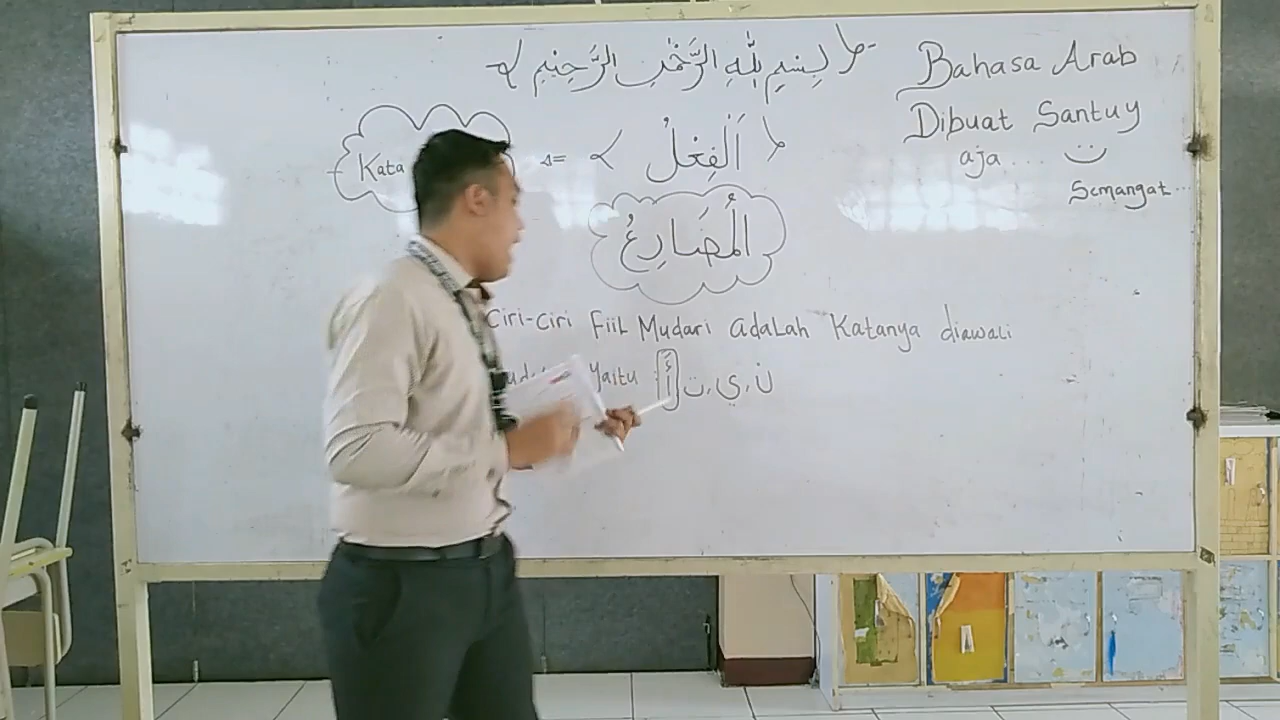 بِسْمِ اللّٰهِ الرَّحْمٰنِ الرَّحِيْمِ
Bahasa Arab
Dibuat Santuy
aja.... 
Semangat...
Kata = اَلْفِعْلُ
الْمُضَارِعُ
Ciri-ciri Fiil Mudari adalah Katanya diawali
Yaitu : أَ, ت, ي, ن